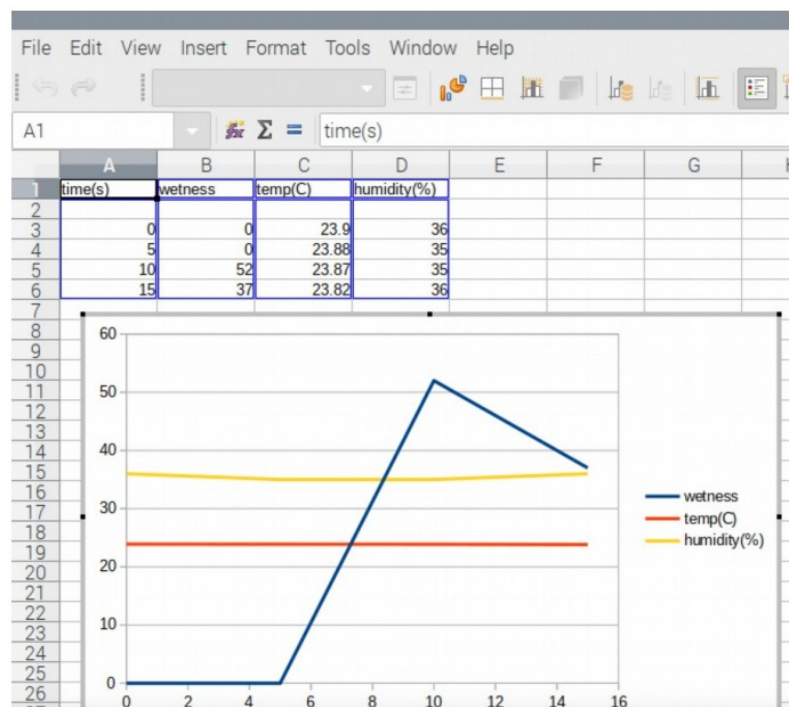 File Edit View Insert Format Tools Window Help
A1 Σ = time(s)
A B C D E F G
1 time(s) wetness temp(C) humidity(%)
2
3 0 0 23.9 36
4 5 0 23.88 35
5 10 52 23.87 35
6 15 37 23.82 36
7
8
9
10
11
12
13
14
15
16
17
18
19
20
21
22
23
24
25
26
60
50
40
30
20
10
0
0 2 4 6 8 10 12 14 16
wetness
temp(C)
humidity(%)